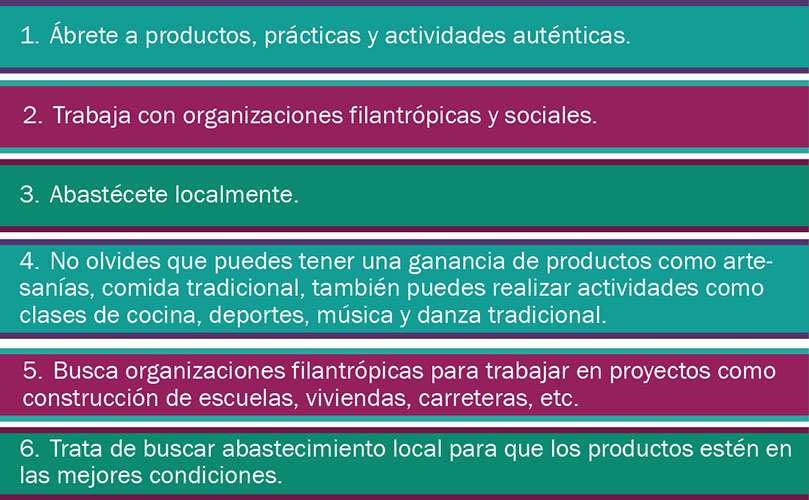 1. Ábrete a productos, prácticas y actividades auténticas.
2. Trabaja con organizaciones filantrópicas y sociales.
3. Abastécete localmente.
4. No olvides que puedes tener una ganancia de productos como arte-
sanías, comida tradicional, también puedes realizar actividades como
clases de cocina, deportes, música y danza tradicional.
5. Busca organizaciones filantrópicas para trabajar en proyectos como
construcción de escuelas, viviendas, carreteras, etc.
6. Trata de buscar abastecimiento local para que los productos estén en
las mejores condiciones.